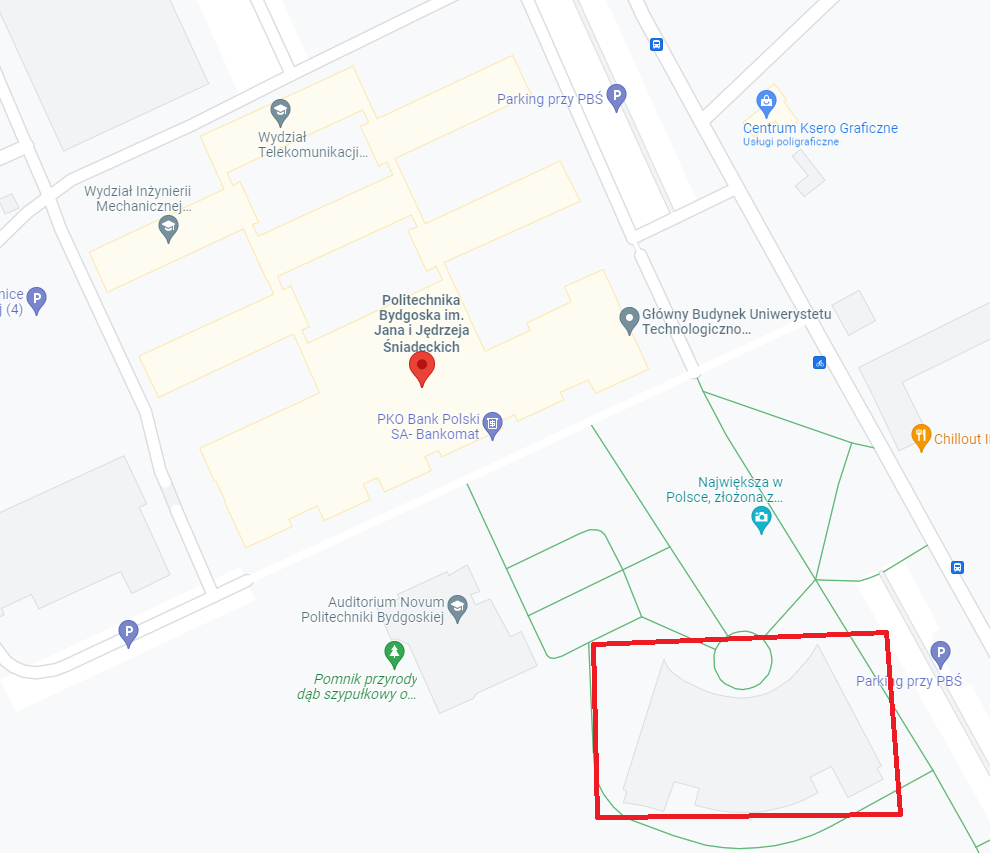 Parking przy PBŚ
Centrum Ksero Graficzne
Usługi poligraficzne
Wydział
Telekomunikacji...
Wydział Inżynierii
Mechanicznej...
nice
j (4)
P
P
P
P
Politechnika
Bydgoska im.
Jana i Jędrzeja
Śniadeckich
Główny Budynek Uniwerystetu
Technologiczno...
PKO Bank Polski
SA- Bankomat
Chillout
Największa w
Polsce, złożona z...
Auditorium Novum
Politechniki Bydgoskiej
Pomnik przyrody
dąb szypułkowy o...
Parking przy PBŚ